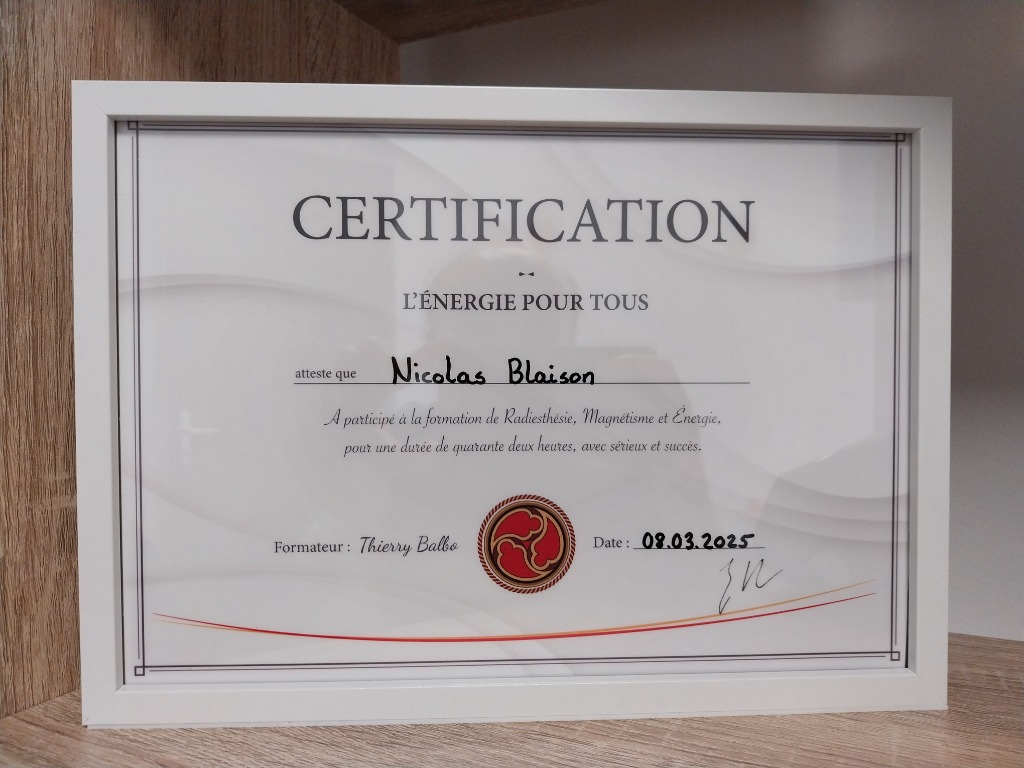 CERTIFICATION
L'ÉNERGIE POUR TOUS
atteste que Nicolas Blaison
A participé à la formation de Radiesthésie, Magnétisme et Énergie,
pour une durée de quarante deux heures, avec sérieux et succès.
Formateur : Thierry Balbo Date : 08.03.2025